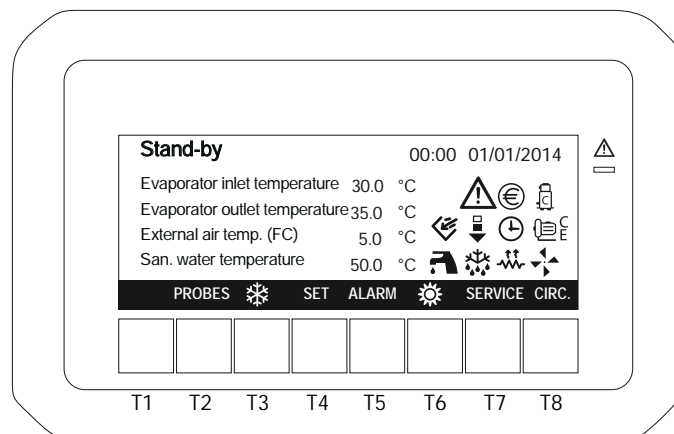 Stand-by 00:00 01/01/2014
Evaporator inlet temperature 30.0 °C
Evaporator outlet temperature 35.0 °C
External air temp. (FC) 5.0 °C
San. water temperature 50.0 °C
C
€
C
E
PROBES SET ALARM SERVICE CIRC.
T1 T2 T3 T4 T5 T6 T7 T8